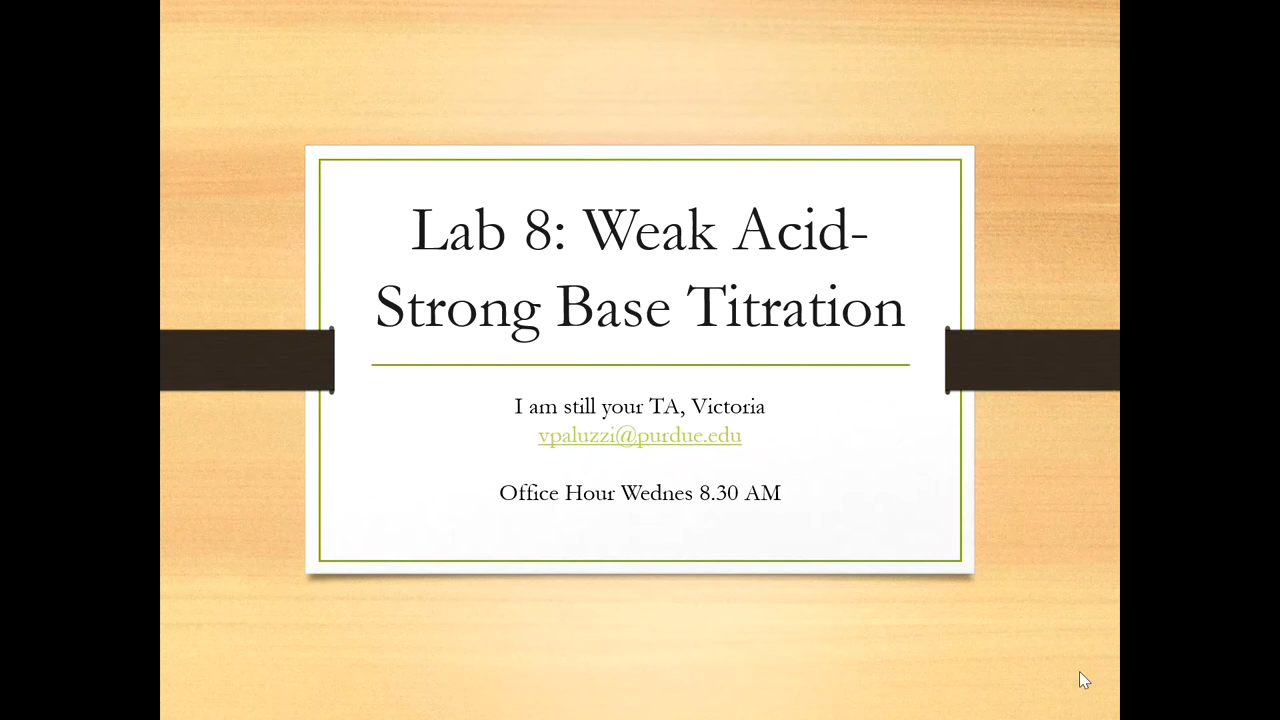 Lab 8: Weak Acid-
Strong Base Titration
I am still your TA, Victoria
vpaluzzi@purdue.edu
Office Hour Wednes 8.30 AM